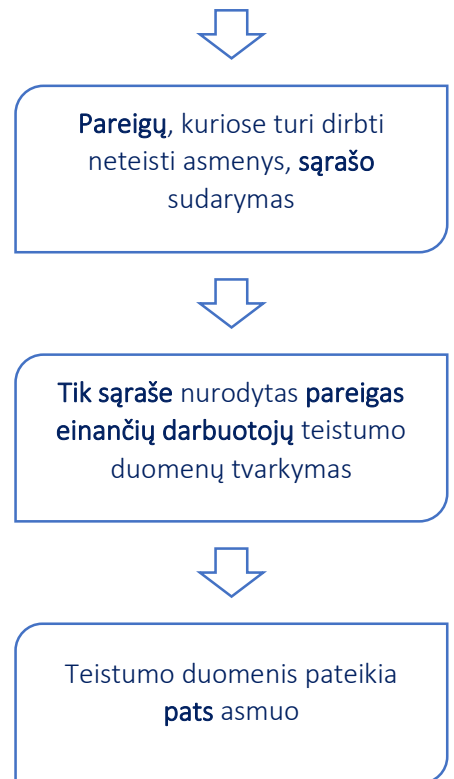 Pareigų, kuriose turi dirbti
neteisti asmenys, sąrašo
sudarymas
Tik sąraše nurodytas pareigas
einančių darbuotojų teistumo
duomenų tvarkymas
Teistumo duomenis pateikia
pats asmuo